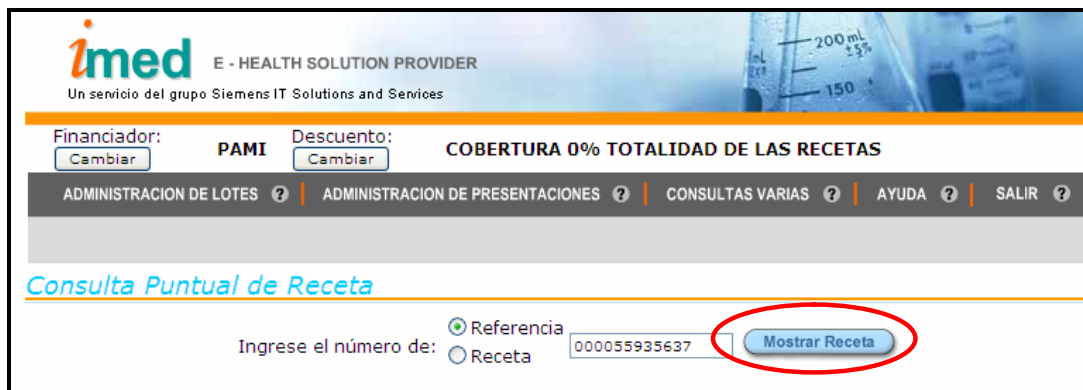 imed E - HEALTH SOLUTION PROVIDER
Un servicio del grupo Siemens IT Solutions and Services
200 mL
±5%
150
Financiador: Descuento:
Cambiar PAMI Cambiar COBERTURA 0% TOTALIDAD DE LAS RECETAS
ADMINISTRACION DE LOTES ? ADMINISTRACION DE PRESENTACIONES ? CONSULTAS VARIAS ? AYUDA ? SALIR ?
Consulta Puntual de Receta
Referencia
Ingrese el número de: 000055935637 Mostrar Receta
Receta